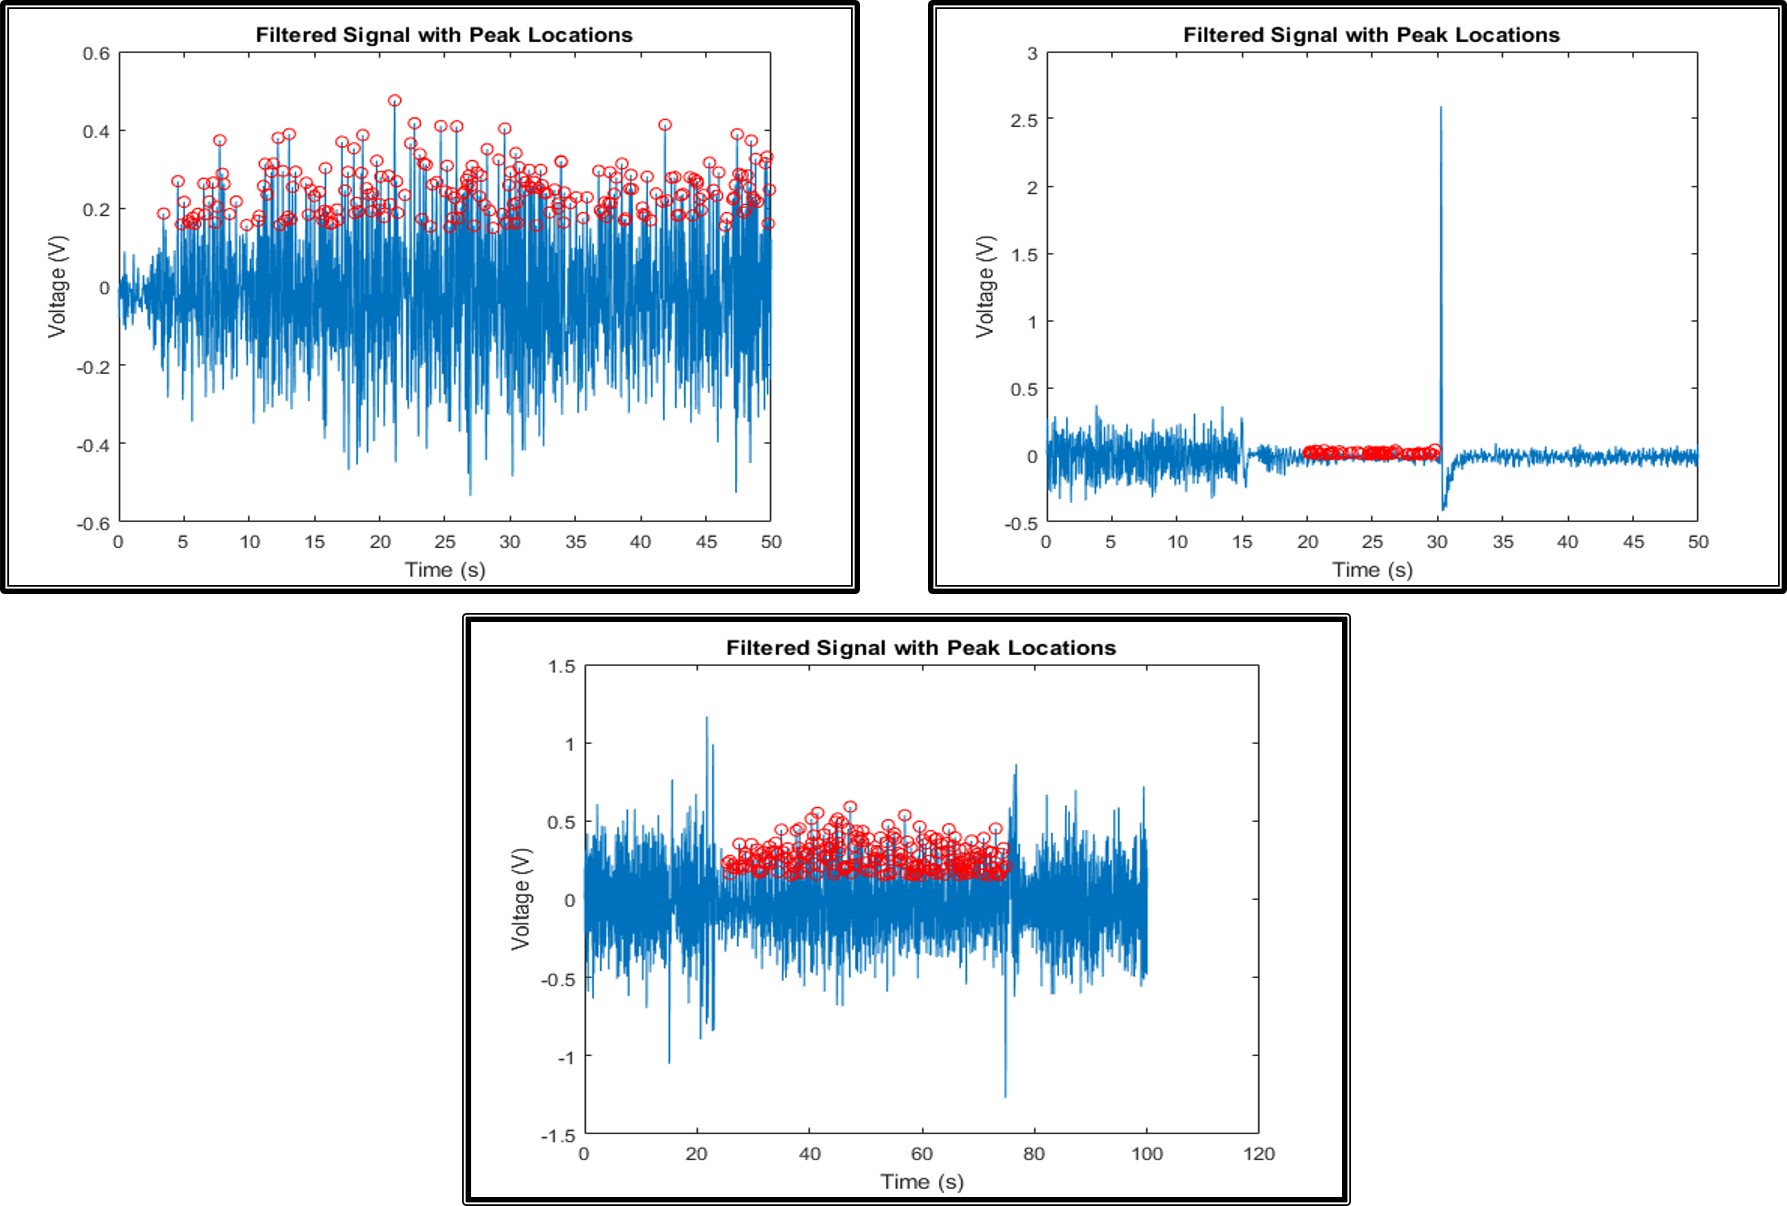 Filtered Signal with Peak Locations
0.6
0.4
0.2
0
-0.2
-0.4
-0.6
Voltage (V)
0 5 10 15 20 25 30 35 40 45 50
Time (s)
Filtered Signal with Peak Locations
3
2.5
2
1.5
1
0.5
0
-0.5
Voltage (V)
0 5 10 15 20 25 30 35 40 45 50
Time (s)
Filtered Signal with Peak Locations
1.5
1
0.5
0
-0.5
-1
-1.5
Voltage (V)
0 20 40 60 80 100 120
Time (s)